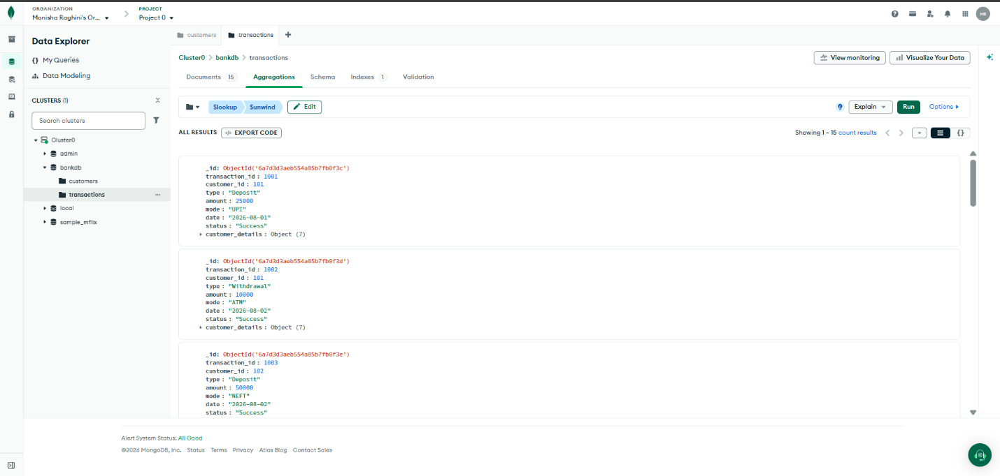 ORGANIZATION
Monisha Raghini's Or...
PROJECT
Project 0
MR
Data Explorer
My Queries
Data Modeling
CLUSTERS (1)
Search clusters
Cluster0
admin
bankdb
customers
transactions
local
sample_mflix
customers
transactions
Cluster0 > bankdb > transactions
View monitoring
Visualize Your Data
Documents 15
Aggregations
Schema
Indexes 1
Validation
$lookup
$unwind
Edit
Explain
Run
Options
ALL RESULTS
EXPORT CODE
Showing 1 – 15 count results
_id: ObjectId('6a7d3d3aeb554a85b7fb0f3c')
transaction_id : 1001
customer_id : 101
type : "Deposit"
amount : 25000
mode : "UPI"
date : "2026-08-01"
status : "Success"
customer_details : Object (7)
_id: ObjectId('6a7d3d3aeb554a85b7fb0f3d')
transaction_id : 1002
customer_id : 101
type : "Withdrawal"
amount : 10000
mode : "ATM"
date : "2026-08-02"
status : "Success"
customer_details : Object (7)
_id: ObjectId('6a7d3d3aeb554a85b7fb0f3e')
transaction_id : 1003
customer_id : 102
type : "Deposit"
amount : 50000
mode : "NEFT"
date : "2026-08-02"
status : "Success"
Alert System Status: All Good
©2026 MongoDB, Inc. Status Terms Privacy Atlas Blog Contact Sales